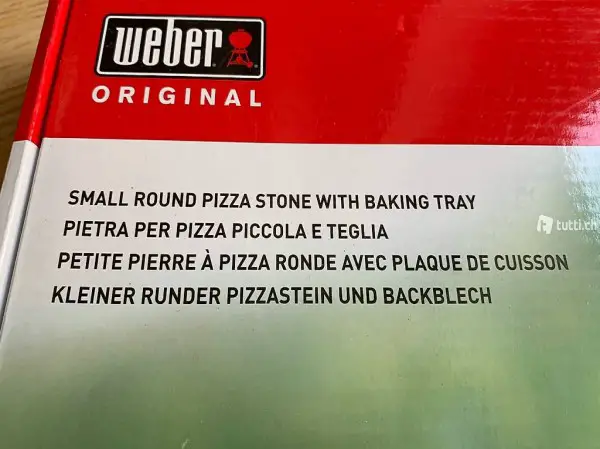 weber
ORIGINAL
SMALL ROUND PIZZA STONE WITH BAKING TRAY
PIETRA PER PIZZA PICCOLA E TEGLIA
PETITE PIERRE À PIZZA RONDE AVEC PLAQUE DE CUISSON
KLEINER RUNDER PIZZASTEIN UND BACKBLECH
tutti.ch